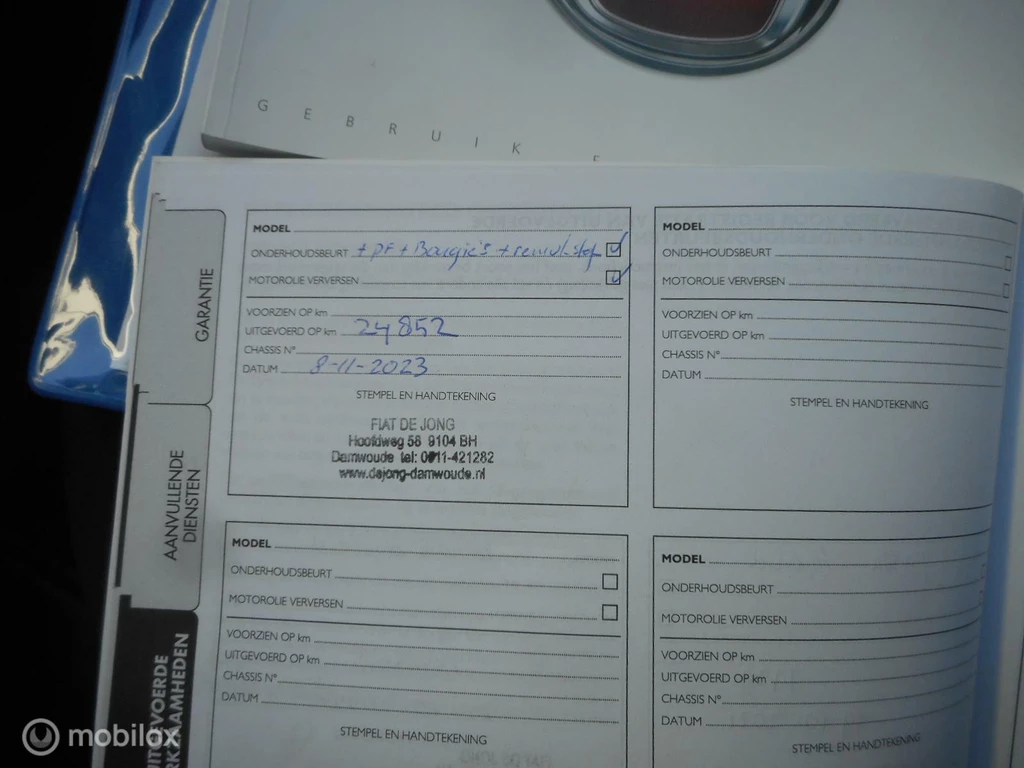 GEBRUIK
GARANTIE
AANVULLENDE
DIENSTEN
MODEL
ONDERHOUDSBEURT + pf + Bougie's +
MOTOROLIE VERVERSEN
VOORZIEN OP km
UITGEVOERD OP km 24852
CHASSIS N°
DATUM 8-11-2023
STEMPEL EN HANDTEKENING
FIAT DE JONG
Hoofdweg 58 9104 BH
Damwoude tel: 0511-421282
www.dejong-damwoude.nl
MODEL
ONDERHOUDSBEURT
MOTOROLIE VERVERSEN
VOORZIEN OP km
UITGEVOERD OP km
CHASSIS N°
DATUM
STEMPEL EN HANDTEKENING
MODEL
ONDERHOUDSBEURT
MOTOROLIE VERVERSEN
VOORZIEN OP km
UITGEVOERD OP km
CHASSIS N°
DATUM
STEMPEL EN HANDTEKENING
MODEL
ONDERHOUDSBEURT
MOTOROLIE VERVERSEN
VOORZIEN OP km
UITGEVOERD OP km
CHASSIS N°
DATUM
STEMPEL EN HANDTEKENING
mobilox